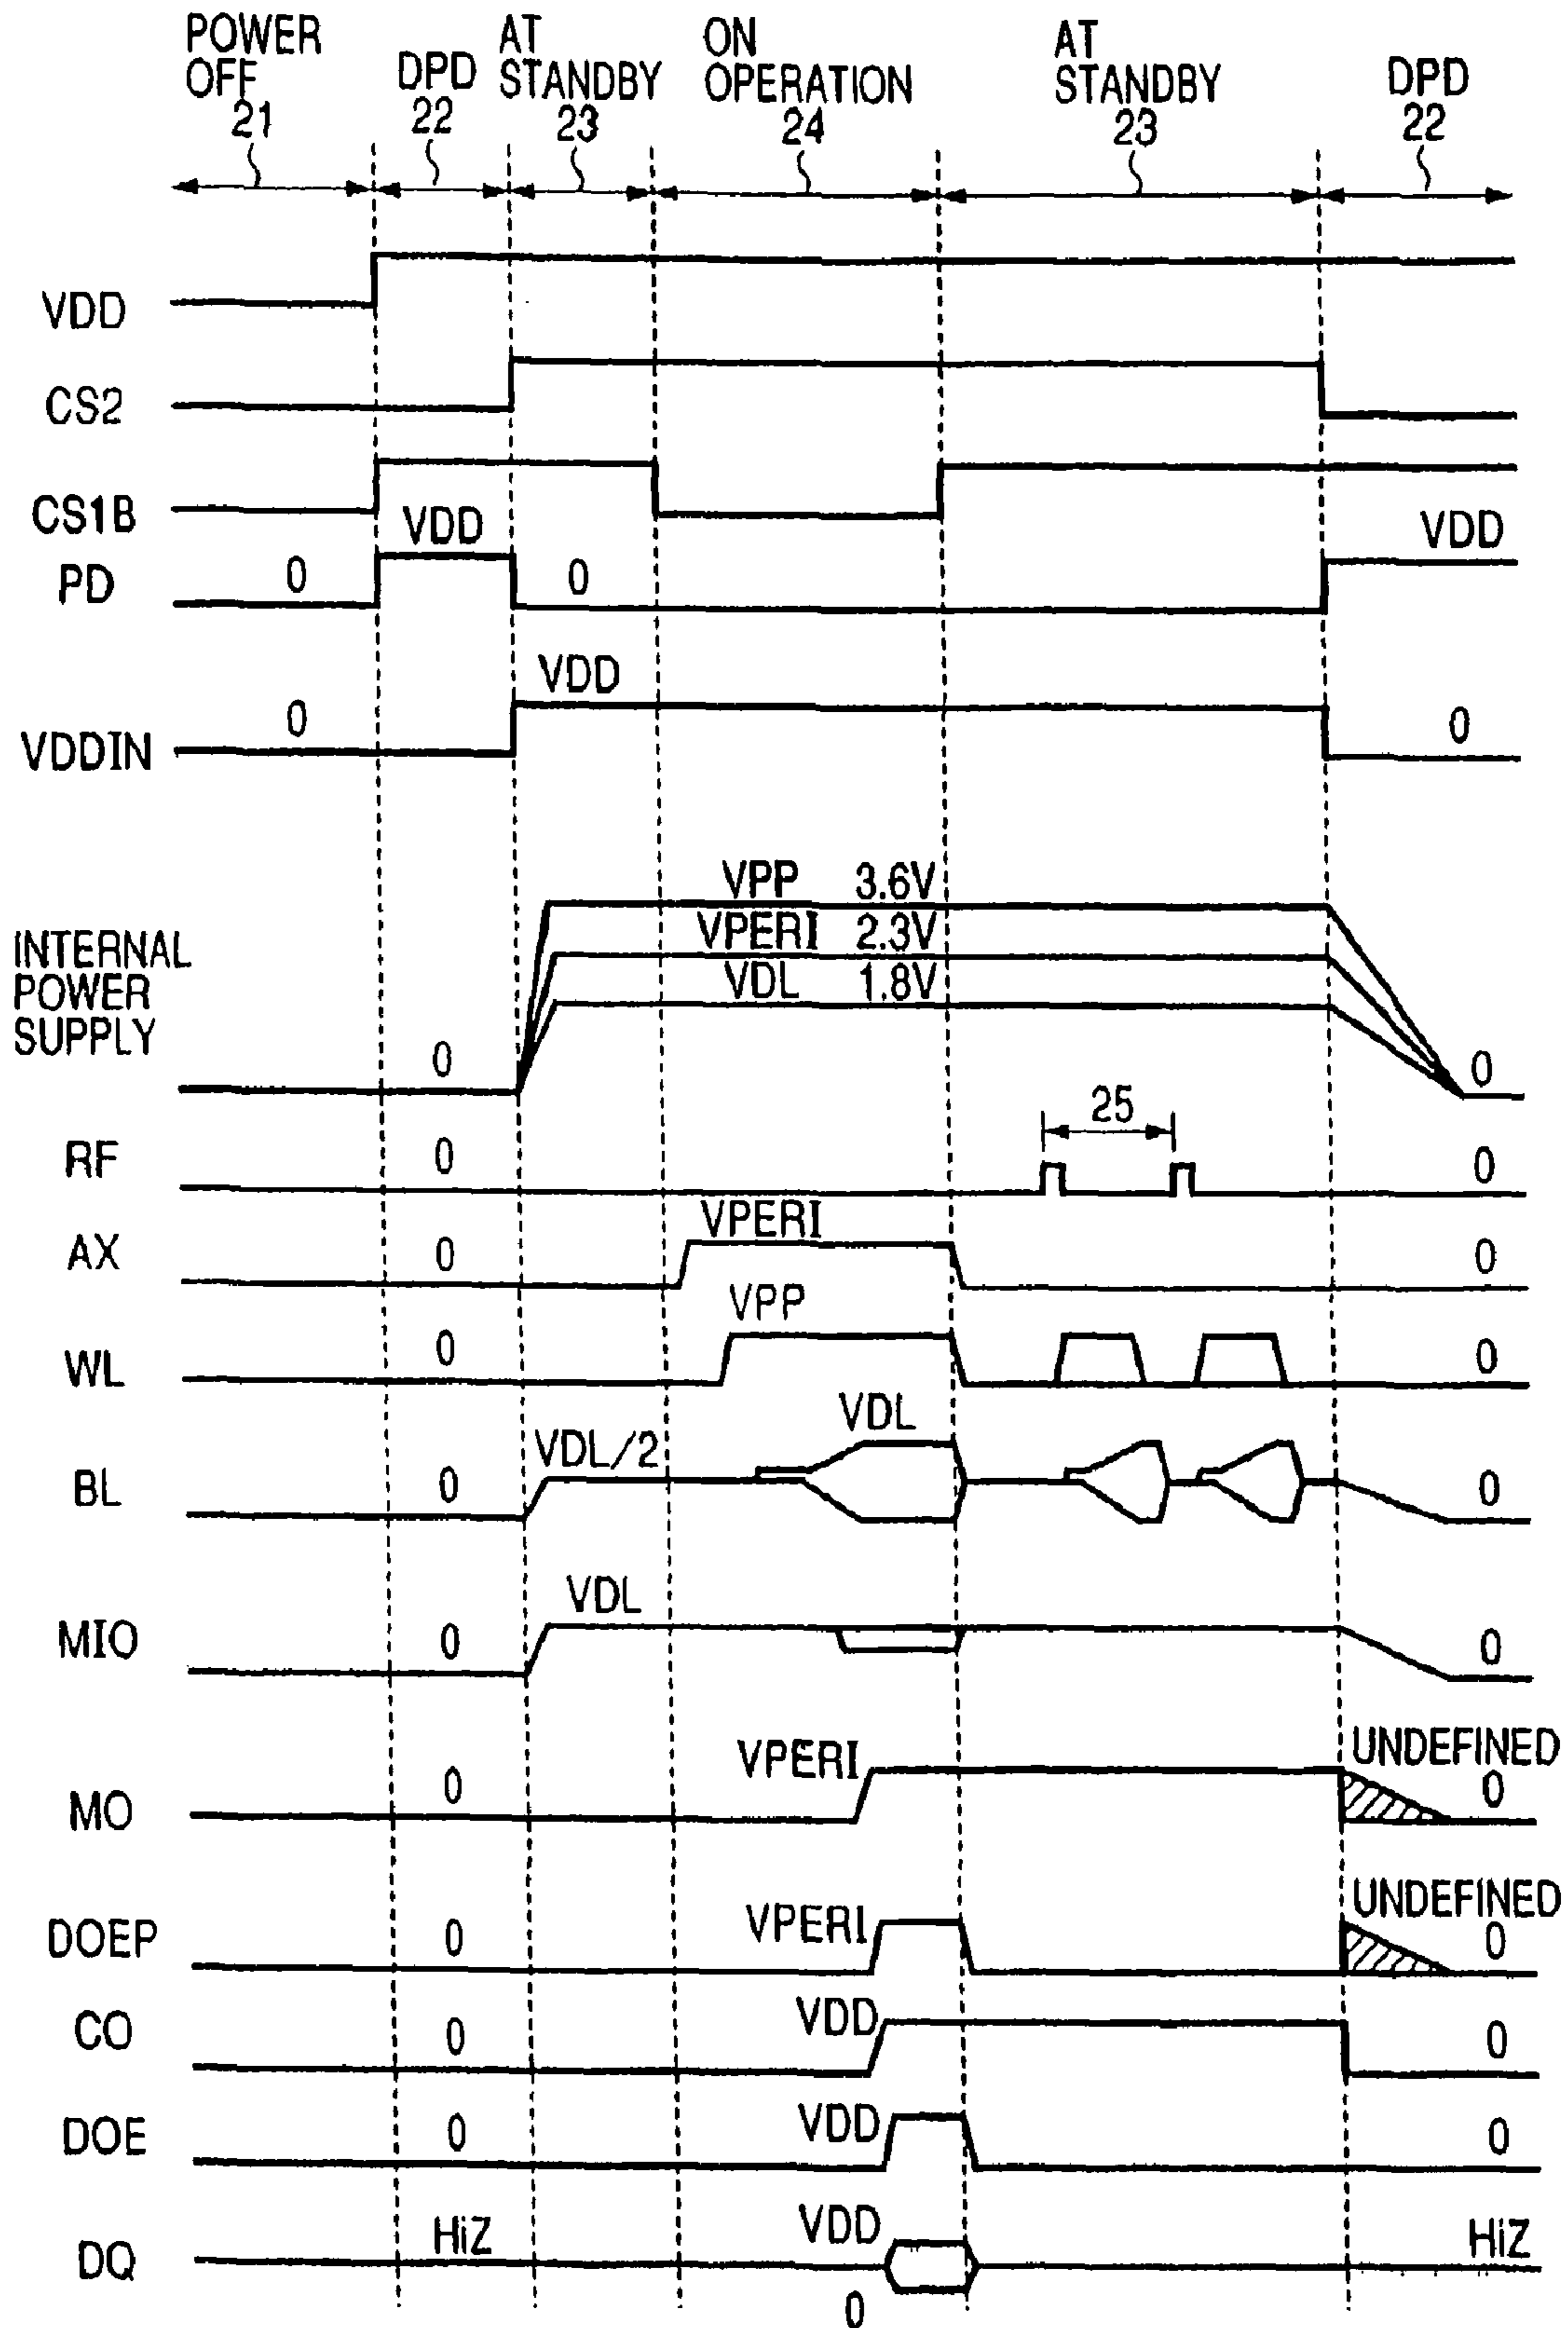 POWER OFF 21
DPD 22
AT STANDBY 23
ON OPERATION 24
AT STANDBY 23
DPD 22
VDD
CS2
CS1B
VDD
VDD
PD
0
0
VDDIN
0
VDD
0
INTERNAL POWER SUPPLY
0
VPP 3.6V
VPERI 2.3V
VDL 1.8V
0
RF
0
25
0
AX
0
VPERI
0
WL
0
VPP
0
BL
0
VDL/2
VDL
0
MIO
0
VDL
0
MO
0
VPERI
UNDEFINED
0
DOEP
0
VPERI
UNDEFINED
0
CO
0
VDD
0
DOE
0
VDD
0
DQ
HiZ
VDD
0
HiZ